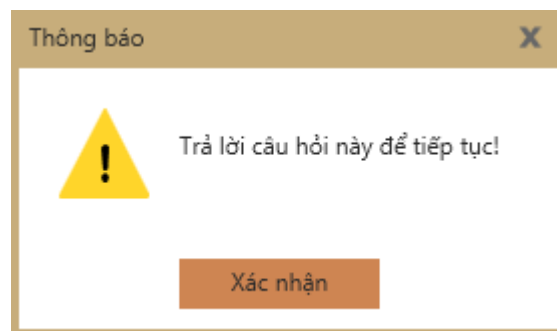 Thông báo
X
Trả lời câu hỏi này để tiếp tục!
Xác nhận